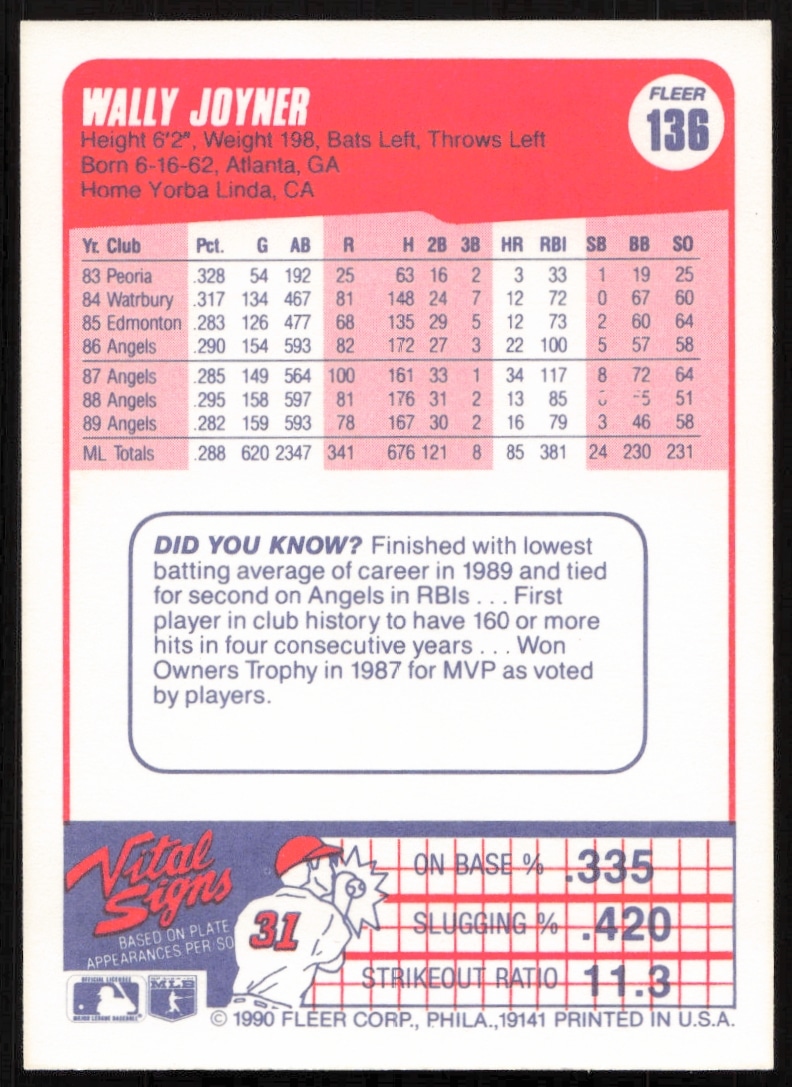 WALLY JOYNER
FLEER
136
Height 6'2", Weight 198, Bats Left, Throws Left
Born 6-16-62, Atlanta, GA
Home Yorba Linda, CA
Yr. Club Pct. G AB R H 2B 3B HR RBI SB BB SO
83 Peoria .328 54 192 25 63 16 2 3 33 1 19 25
84 Watrbury .317 134 467 81 148 24 7 12 72 0 67 60
85 Edmonton .283 126 477 68 135 29 5 12 73 2 60 64
86 Angels .290 154 593 82 172 27 3 22 100 5 57 58
87 Angels .285 149 564 100 161 33 1 34 117 8 72 64
88 Angels .295 158 597 81 176 31 2 13 85 51
89 Angels .282 159 593 78 167 30 2 16 79 3 46 58
ML Totals .288 620 2347 341 676 121 8 85 381 24 230 231
DID YOU KNOW? Finished with lowest
batting average of career in 1989 and tied
for second on Angels in RBIs . . . First
player in club history to have 160 or more
hits in four consecutive years . . . Won
Owners Trophy in 1987 for MVP as voted
by players.
Vital
Signs
BASED ON PLATE
APPEARANCES PER SO
31
ON BASE % .335
SLUGGING % .420
STRIKEOUT RATIO 11.3
OFFICIAL LICENSEE
MAJOR LEAGUE BASEBALL
MLB
© 1990 FLEER CORP., PHILA.,19141 PRINTED IN U.S.A.